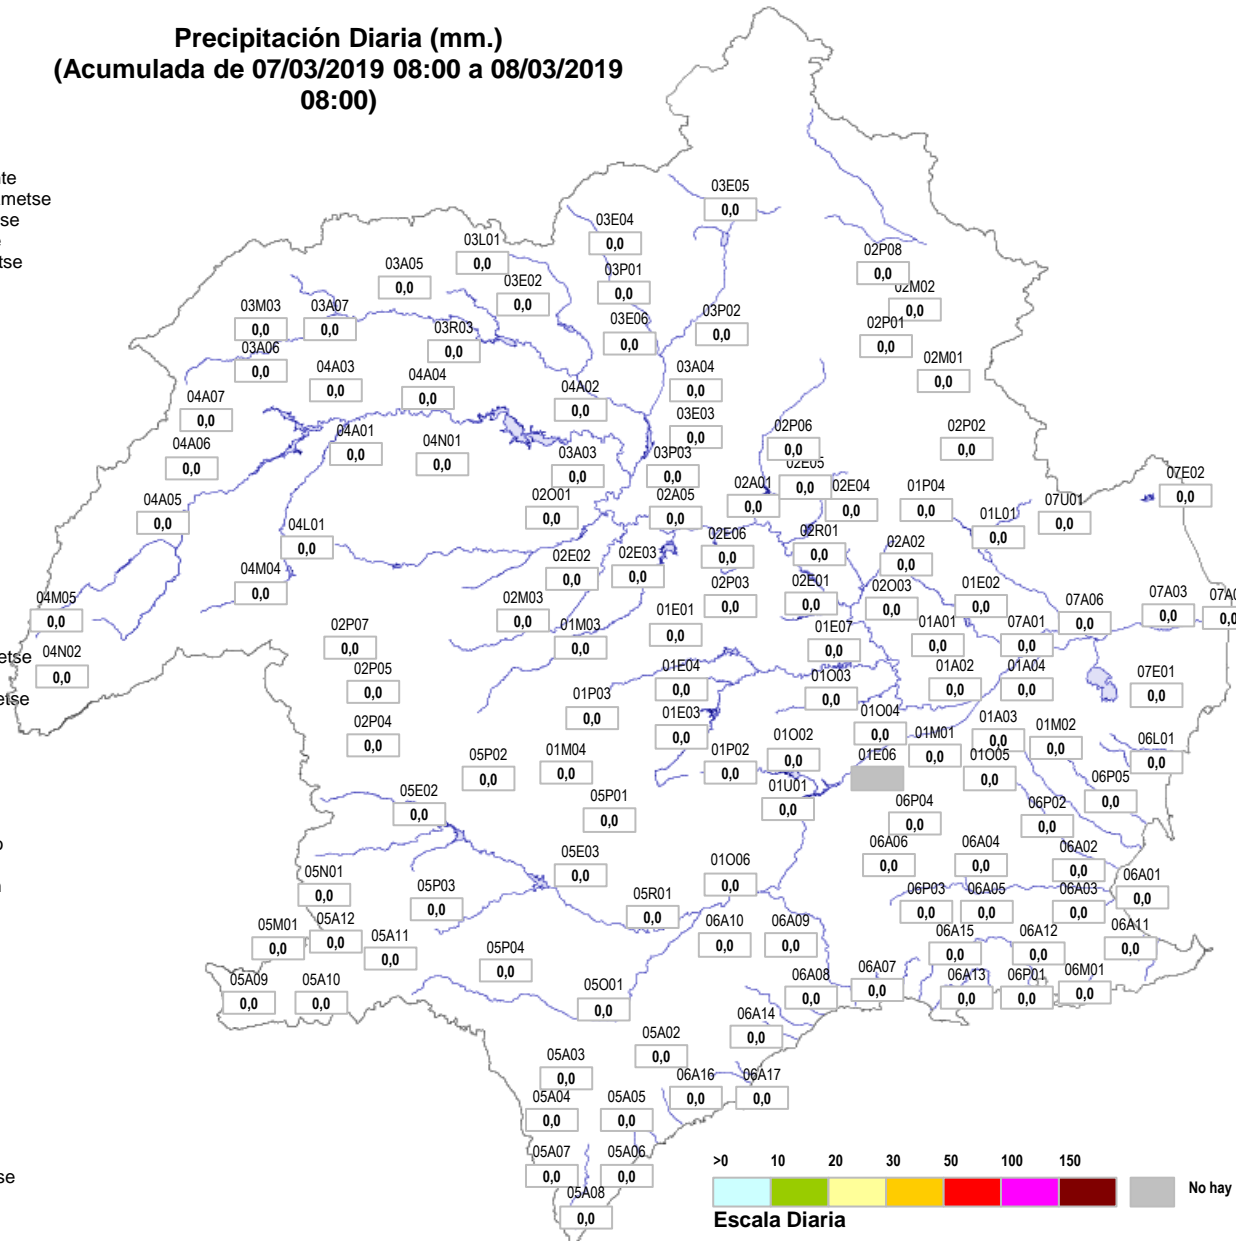 Precipitación Diaria (mm.)
(Acumulada de 07/03/2019 08:00 a 08/03/2019
08:00)
te
metse
se
e
tse
03E05
0,0
03E04
0,0
03L01
0,0
02P08
0,0
03A05
0,0
03P01
0,0
03E02
0,0
02M02
0,0
03M03
0,0
03A07
0,0
03P02
0,0
03E06
0,0
03R03
0,0
02P01
0,0
03A06
0,0
02M01
0,0
04A03
0,0
04A04
0,0
03A04
0,0
04A02
0,0
04A07
0,0
03E03
0,0
04A01
0,0
04N01
0,0
02P06
0,0
02P02
0,0
04A06
0,0
03A03
0,0
03P03
0,0
02E05
0,0
07E02
0,0
04A05
0,0
02O01
0,0
02A05
0,0
02A01
0,0
02E04
0,0
01P04
0,0
07U01
0,0
01L01
0,0
04L01
0,0
02E06
0,0
02R01
0,0
02A02
0,0
02E02
0,0
02E03
0,0
04M04
0,0
02P03
0,0
02E01
0,0
02O03
0,0
01E02
0,0
07A03
0,0
07A0
0,0
04M05
0,0
02M03
0,0
01E01
0,0
07A06
0,0
02P07
0,0
01M03
0,0
01E07
0,0
01A01
0,0
07A01
0,0
etse
04N02
0,0
02P05
0,0
01E04
0,0
01O03
0,0
01A02
0,0
01A04
0,0
07E01
0,0
etse
01P03
0,0
01E03
0,0
01O04
0,0
01A03
0,0
01M02
0,0
02P04
0,0
01M01
0,0
06L01
0,0
05P02
0,0
01M04
0,0
01P02
0,0
01O02
0,0
01E06
01O05
0,0
06P05
0,0
05E02
0,0
05P01
0,0
01U01
0,0
06P04
0,0
06P02
0,0
o
05E03
0,0
01O06
0,0
06A06
0,0
06A04
0,0
06A02
0,0
05N01
0,0
05P03
0,0
05R01
0,0
06P03
0,0
06A05
0,0
06A03
0,0
06A01
0,0
05M01
0,0
05A12
0,0
05A11
0,0
06A10
0,0
06A09
0,0
06A15
0,0
06A12
0,0
06A11
0,0
05P04
0,0
05A09
0,0
05A10
0,0
05O01
0,0
06A08
0,0
06A07
0,0
06A13
0,0
06P01
0,0
06M01
0,0
06A14
0,0
05A02
0,0
05A03
0,0
06A16
0,0
06A17
0,0
05A04
0,0
05A05
0,0
05A07
0,0
05A06
0,0
se
05A08
0,0
>0 10 20 30 50 100 150
No hay
Escala Diaria